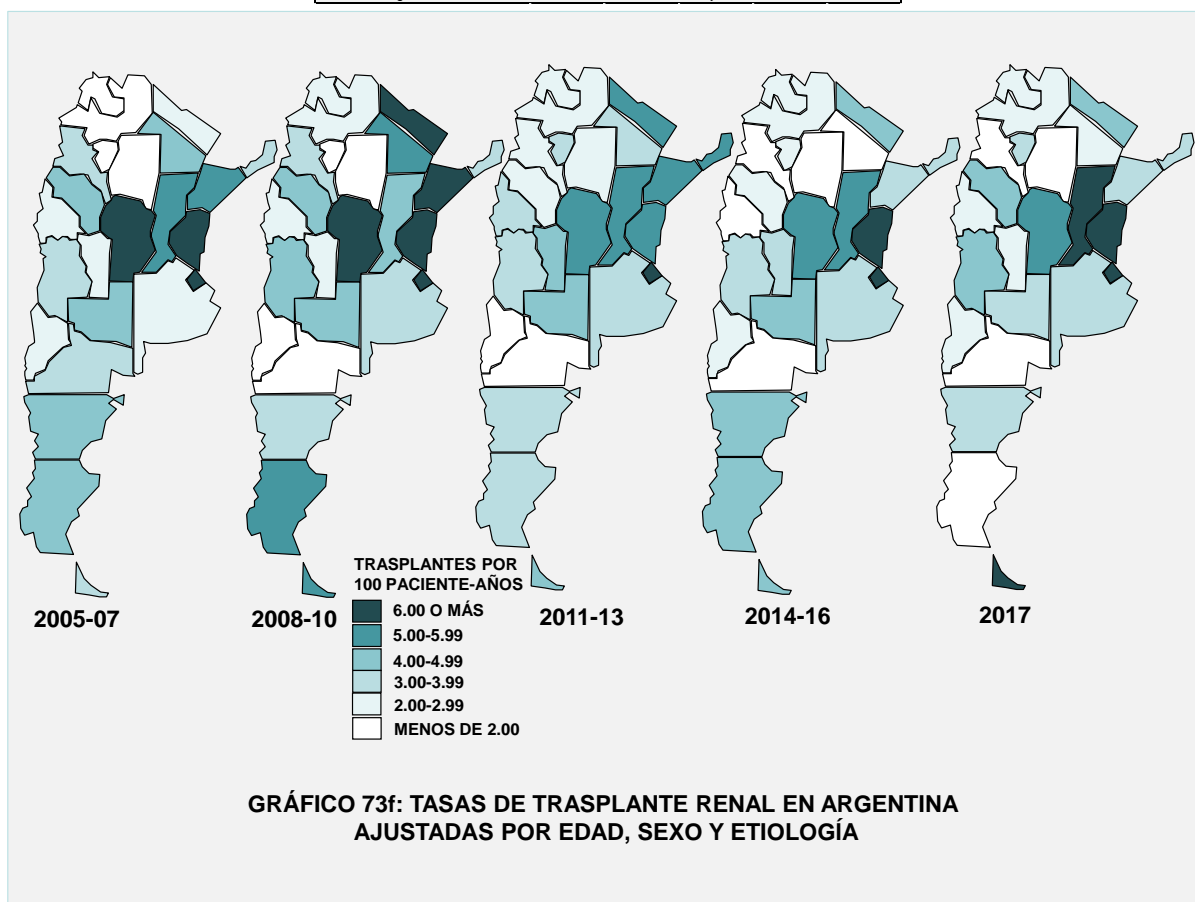 2005-07
2008-10
2011-13
2014-16
2017
TRASPLANTES POR
100 PACIENTE-AÑOS
6.00 O MÁS
5.00-5.99
4.00-4.99
3.00-3.99
2.00-2.99
MENOS DE 2.00
GRÁFICO 73f: TASAS DE TRASPLANTE RENAL EN ARGENTINA
AJUSTADAS POR EDAD, SEXO Y ETIOLOGÍA